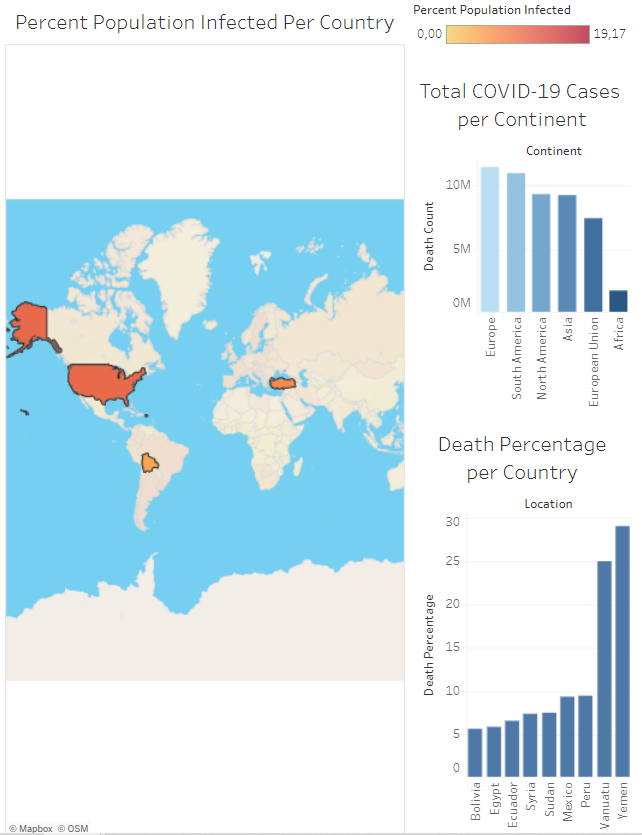 Percent Population Infected Per Country
Percent Population Infected
0,00
19,17
Total COVID-19 Cases
per Continent
Continent
Death Count
10M
5M
0M
Europe
South America
North America
Asia
European Union
Africa
Death Percentage
per Country
Location
Death Percentage
30
25
20
15
10
5
0
Bolivia
Egypt
Ecuador
Syria
Sudan
Mexico
Peru
Vanuatu
Yemen
© Mapbox © OSM